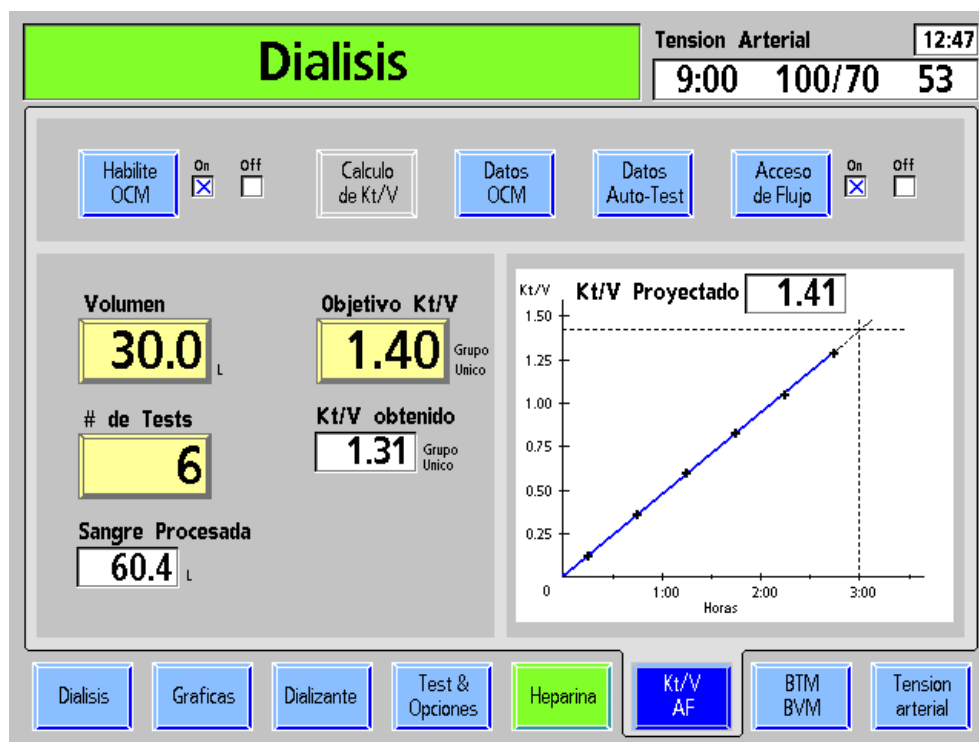 Dialisis
Tension Arterial
12:47
9:00 100/70 53
Habilite
OCM
On Off
Calculo
de Kt/V
Datos
OCM
Datos
Auto-Test
Acceso
de Flujo
On Off
Volumen
30.0 L
Objetivo Kt/V
1.40 Grupo
Unico
# de Tests
6
Kt/V obtenido
1.31 Grupo
Unico
Sangre Procesada
60.4 L
Kt/V
Kt/V Proyectado 1.41
1.50
1.25
1.00
0.75
0.50
0.25
0
1:00 2:00 3:00
Horas
Dialisis
Graficas
Dializante
Test &
Opciones
Heparina
Kt/V
AF
BTM
BVM
Tension
arterial